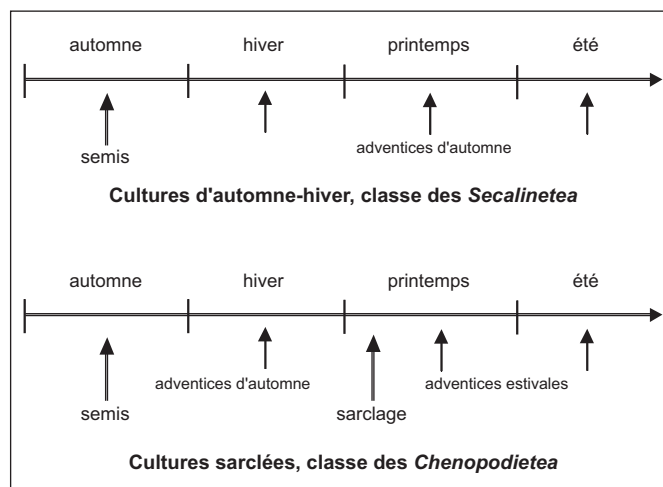 automne hiver printemps été
semis
adventices d'automne
Cultures d'automne-hiver, classe des Secalinetea
automne hiver printemps été
adventices d'automne adventices estivales
semis sarclage
Cultures sarclées, classe des Chenopodietea